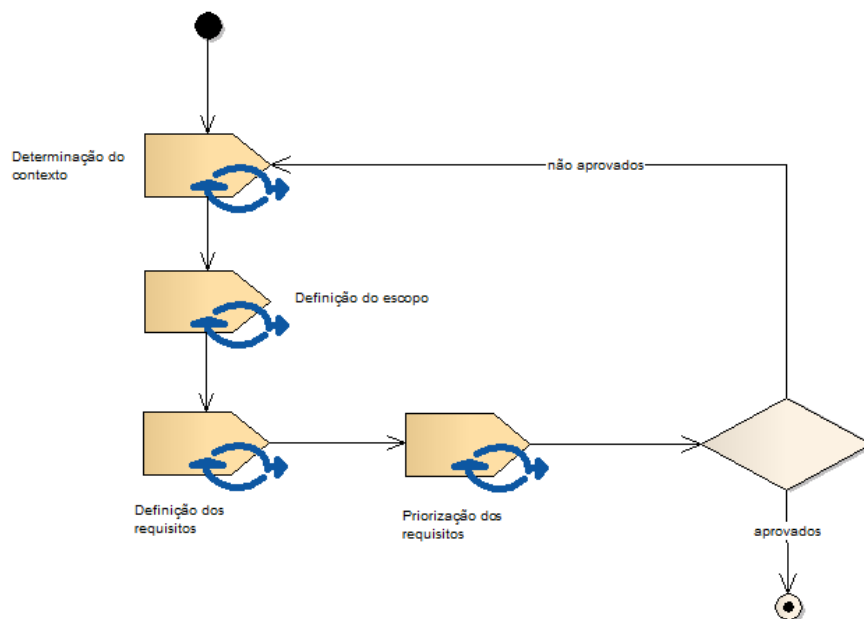 Determinação do
contexto
não aprovados
Definição do escopo
Definição dos
requisitos
Priorização dos
requisitos
aprovados